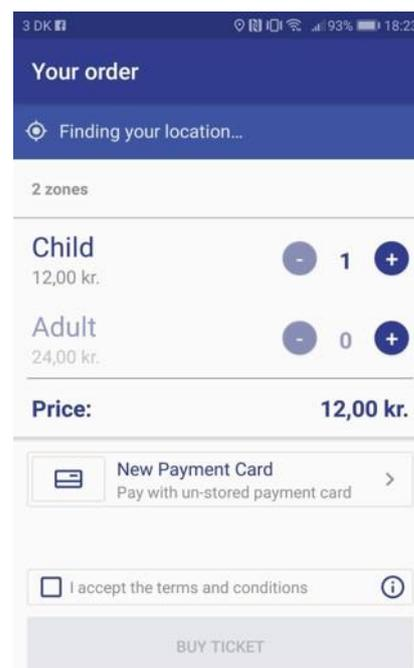 3 DK 93% 18:23
Your order
Finding your location...
2 zones
Child
12,00 kr.
- 1 +
Adult
24,00 kr.
- 0 +
Price: 12,00 kr.
New Payment Card
Pay with un-stored payment card
I accept the terms and conditions
BUY TICKET